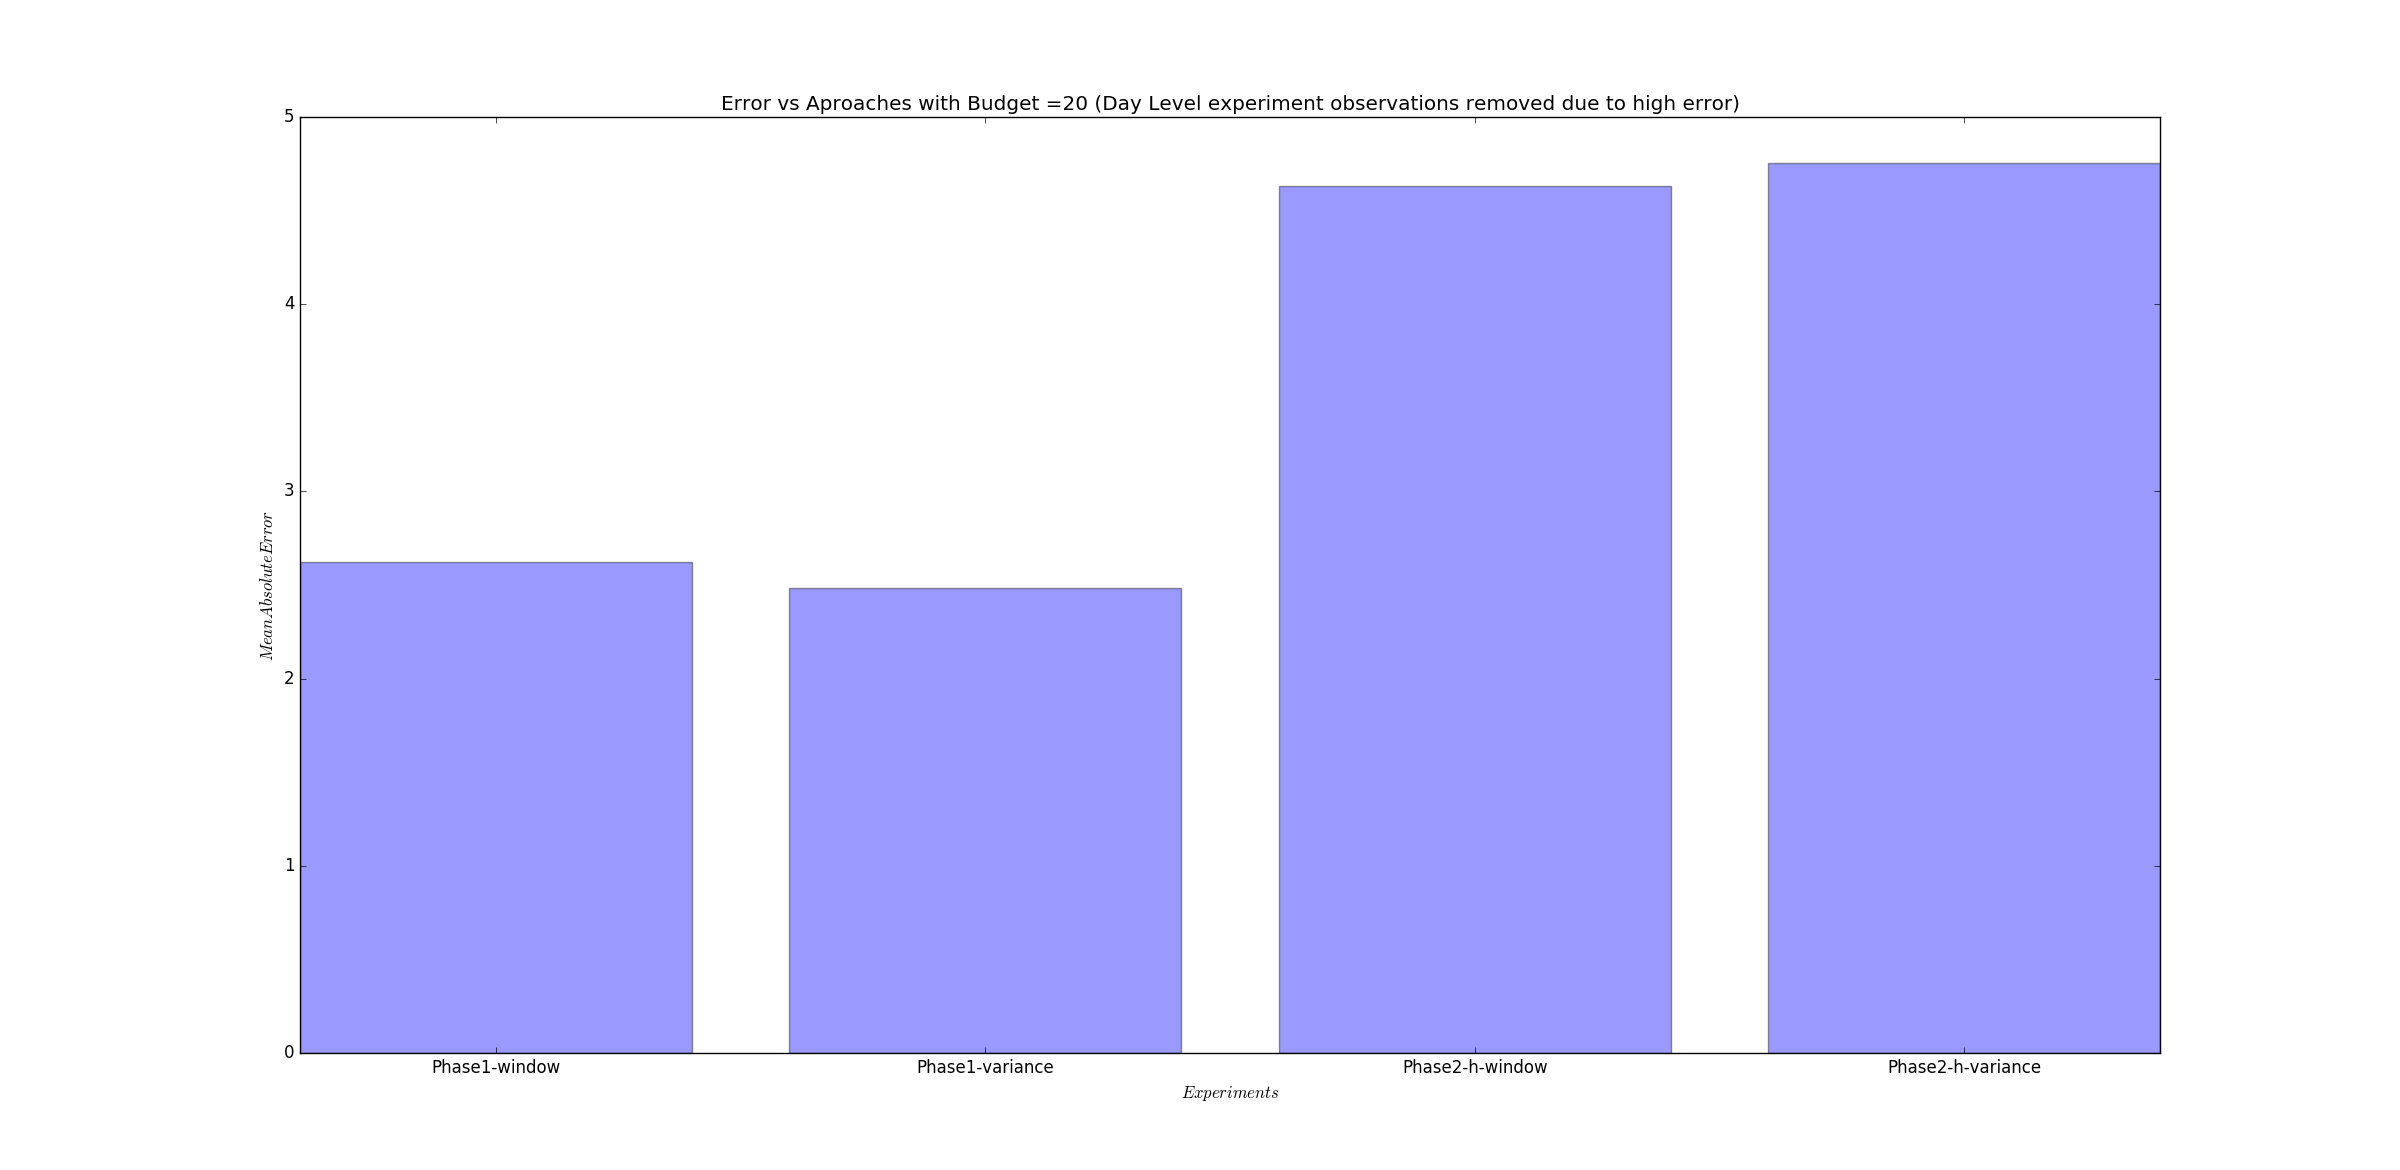 Error vs Aproaches with Budget =20 (Day Level experiment observations removed due to high error)
5
4
3
2
1
0
MeanAbsoluteError
Phase1-window
Phase1-variance
Phase2-h-window
Phase2-h-variance
Experiments